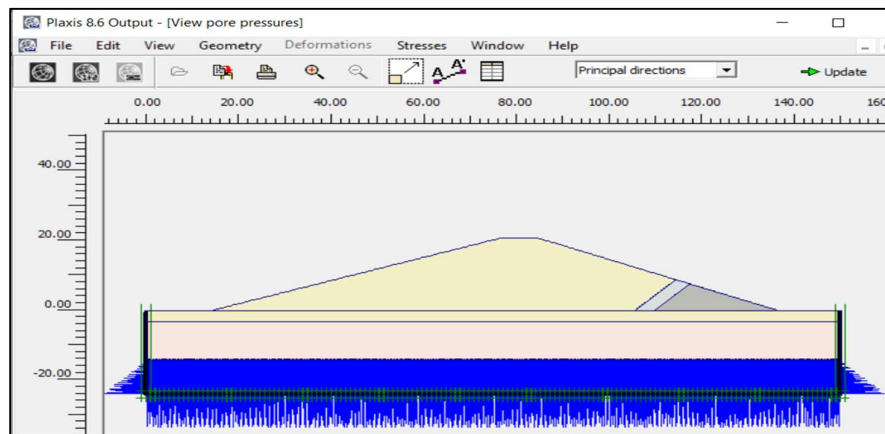 Plaxis 8.6 Output - [View pore pressures]
File Edit View Geometry Deformations Stresses Window Help
Principal directions Update
0.00 20.00 40.00 60.00 80.00 100.00 120.00 140.00 160
40.00
20.00
0.00
-20.00